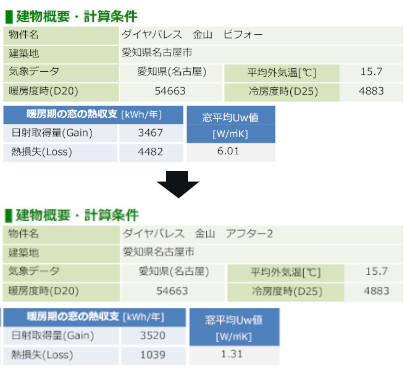 建物概要・計算条件
物件名 ダイヤパレス 金山 ビフォー
建築地 愛知県名古屋市
気象データ 愛知県(名古屋) 平均外気温[℃] 15.7
暖房度時(D20) 54663 冷房度時(D25) 4883
暖房期の窓の熱収支 [kWh/年] 窓平均Uw値
日射取得量(Gain) 3467 [W/㎡K]
熱損失(Loss) 4482 6.01
建物概要・計算条件
物件名 ダイヤパレス 金山 アフター2
建築地 愛知県名古屋市
気象データ 愛知県(名古屋) 平均外気温[℃] 15.7
暖房度時(D20) 54663 冷房度時(D25) 4883
暖房期の窓の熱収支 [kWh/年] 窓平均Uw値
日射取得量(Gain) 3520 [W/㎡K]
熱損失(Loss) 1039 1.31